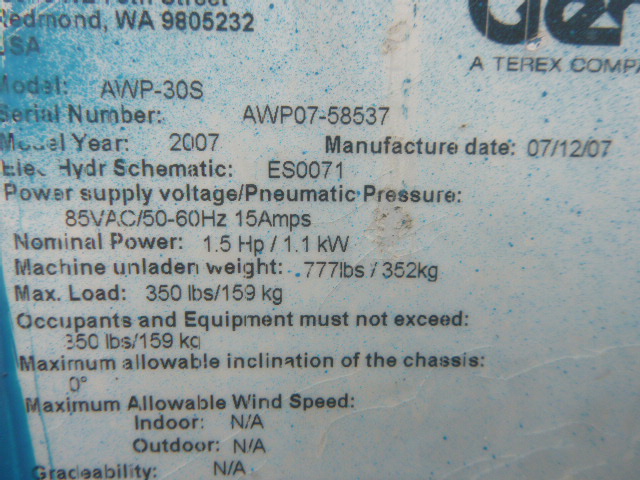 Redmond, WA 9805232
USA
A TEREX COMPA
Model: AWP-30S
Serial Number: AWP07-58537
Model Year: 2007 Manufacture date: 07/12/07
Elec Hydr Schematic: ES0071
Power supply voltage/Pneumatic Pressure:
85VAC/50-60Hz 15Amps
Nominal Power: 1.5 Hp / 1.1 kW
Machine unladen weight: 777lbs / 352kg
Max. Load: 350 lbs/159 kg
Occupants and Equipment must not exceed:
350 lbs/159 kg
Maximum allowable inclination of the chassis:
0°
Maximum Allowable Wind Speed:
Indoor: N/A
Outdoor: N/A
Gradeability: N/A